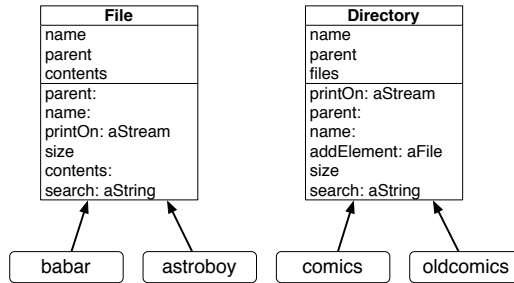 File
name
parent
contents
parent:
name:
printOn: aStream
size
contents:
search: aString
babar
astroboy
Directory
name
parent
files
printOn: aStream
parent:
name:
addElement: aFile
size
search: aString
comics
oldcomics